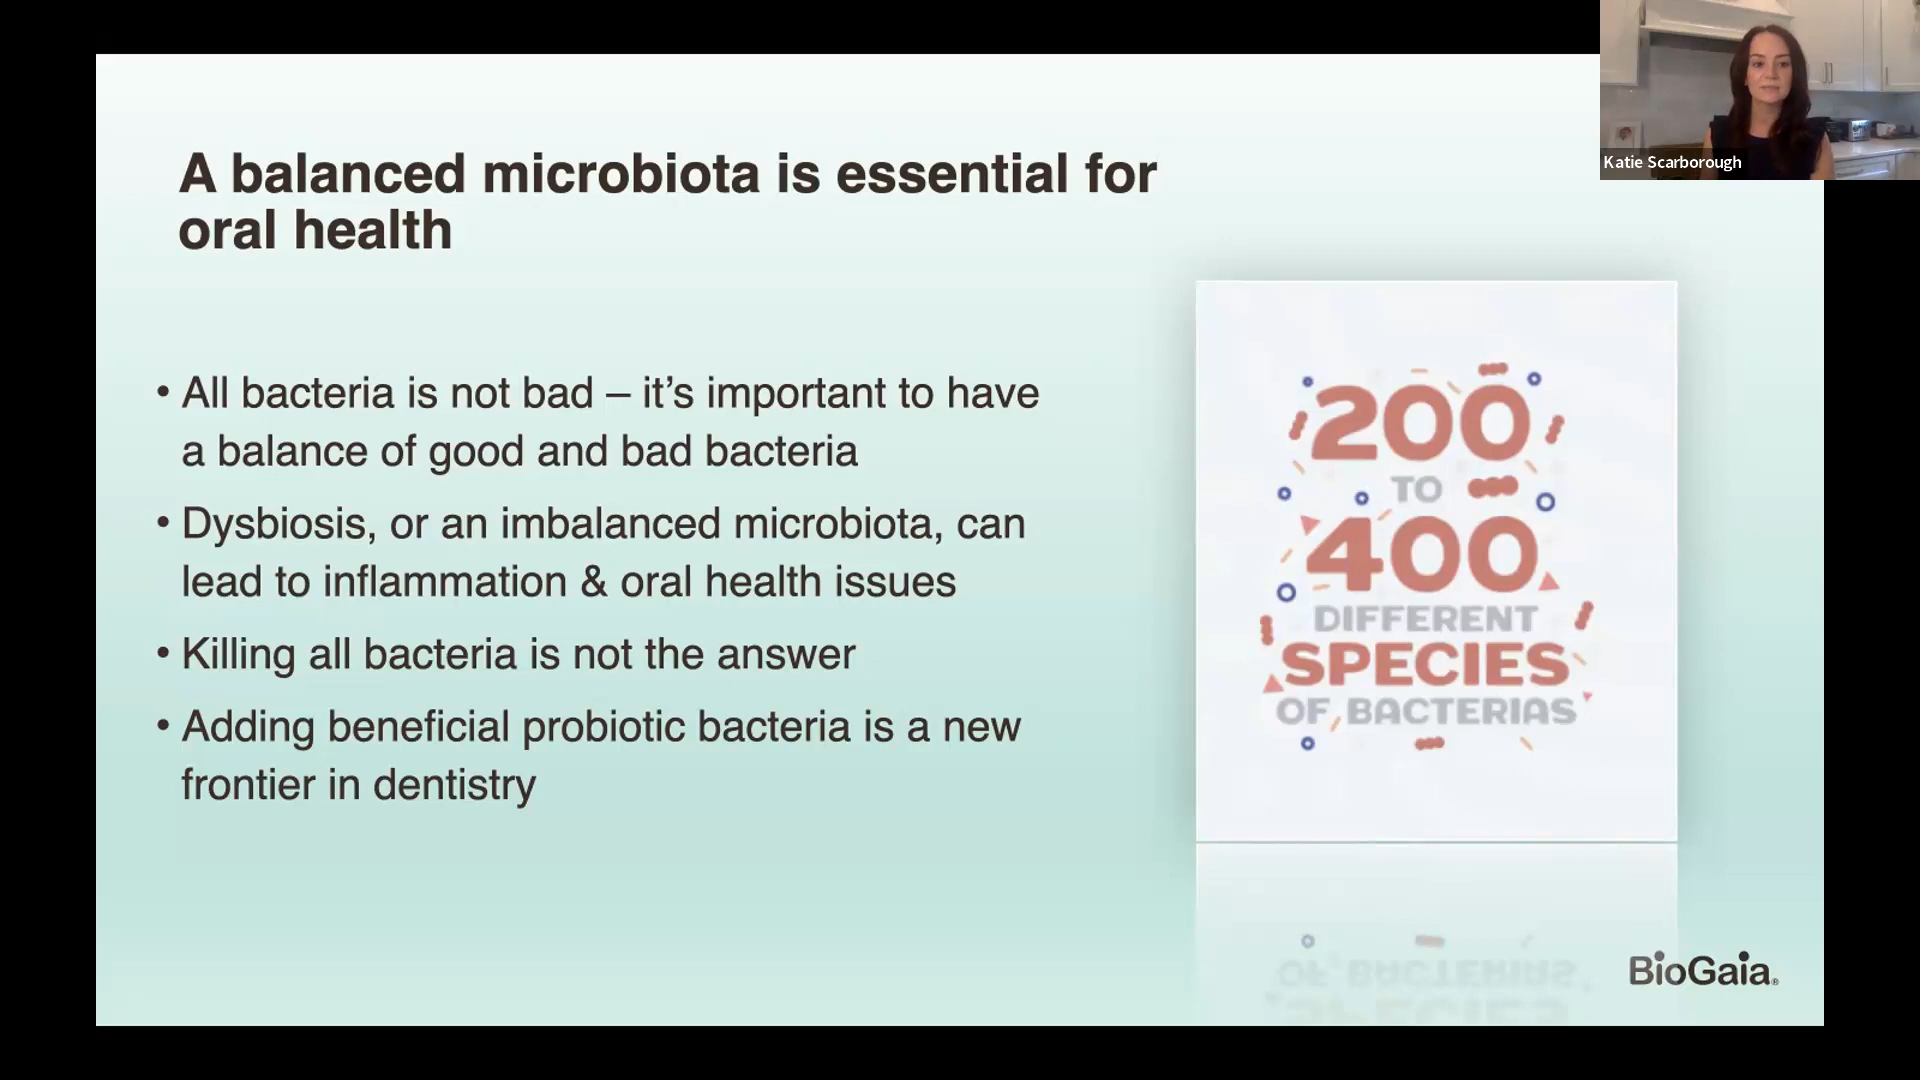 Katie Scarborough
A balanced microbiota is essential for
oral health
• All bacteria is not bad – it’s important to have
a balance of good and bad bacteria
• Dysbiosis, or an imbalanced microbiota, can
lead to inflammation & oral health issues
• Killing all bacteria is not the answer
• Adding beneficial probiotic bacteria is a new
frontier in dentistry
200
TO
400
DIFFERENT
SPECIES
OF BACTERIAS
BioGaia®